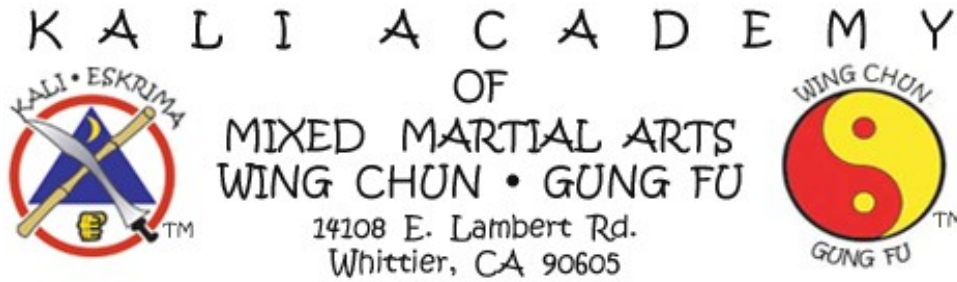 KALI ACADEMY
OF
MIXED MARTIAL ARTS
WING CHUN • GUNG FU
14108 E. Lambert Rd.
Whittier, CA 90605
KALI • ESKRIMA
TM
WING CHUN
GUNG FU
TM